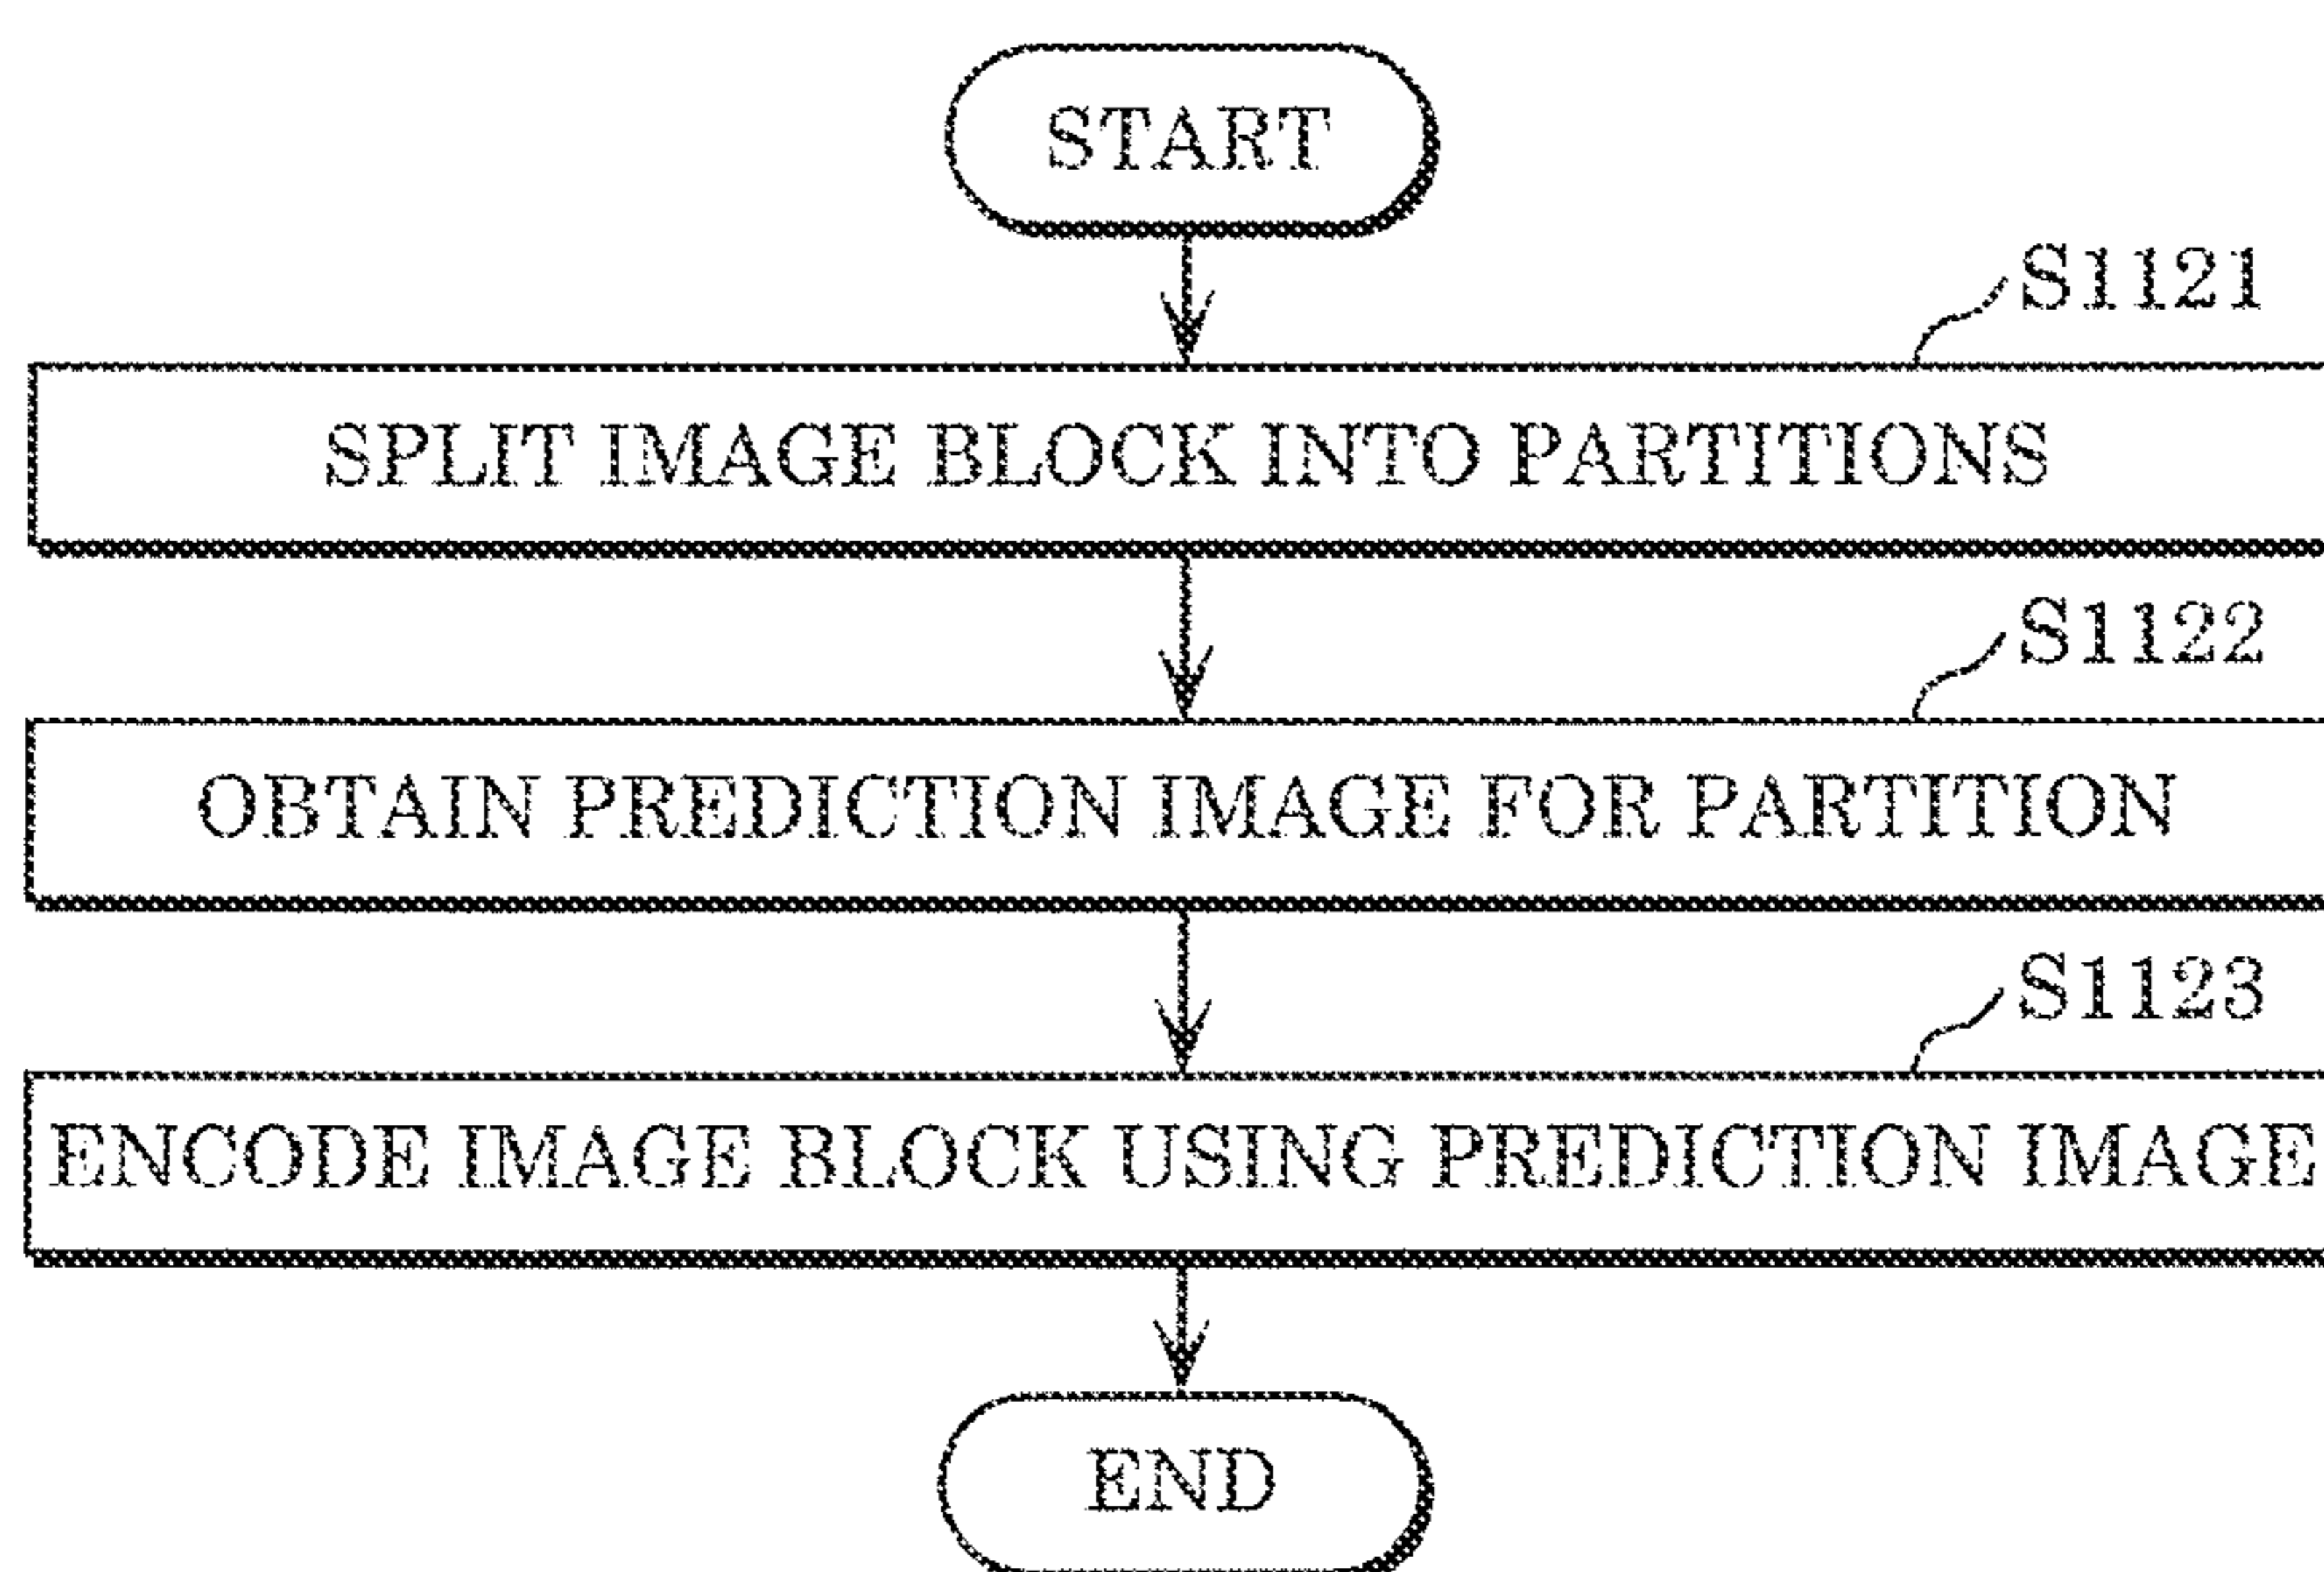 START
S1121
SPLIT IMAGE BLOCK INTO PARTITIONS
S1122
OBTAIN PREDICTION IMAGE FOR PARTITION
S1123
ENCODE IMAGE BLOCK USING PREDICTION IMAGE
END